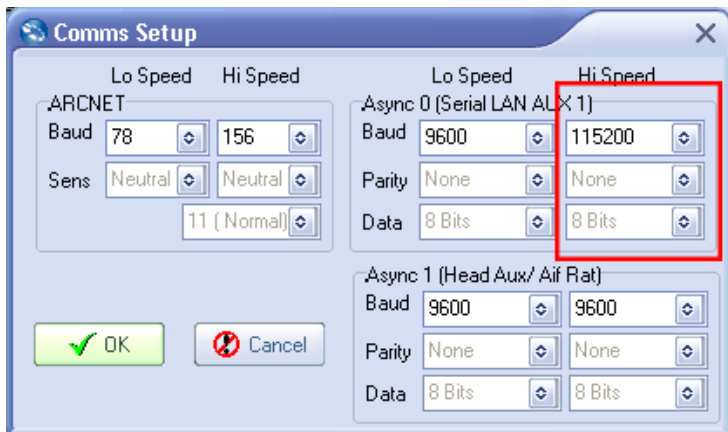 Comms Setup
Lo Speed Hi Speed Lo Speed Hi Speed
ARCNET Async 0 (Serial LAN AUX 1)
Baud 78 156 Baud 9600 115200
Sens Neutral Neutral Parity None None
11 ( Normal) Data 8 Bits 8 Bits
Async 1 (Head Aux/ Aif Rat)
Baud 9600 9600
OK Cancel Parity None None
Data 8 Bits 8 Bits